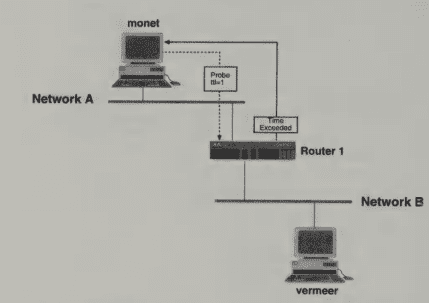 monet
Probe
ttl=1
Network A
Time
Exceeded
Router 1
Network B
vermeer